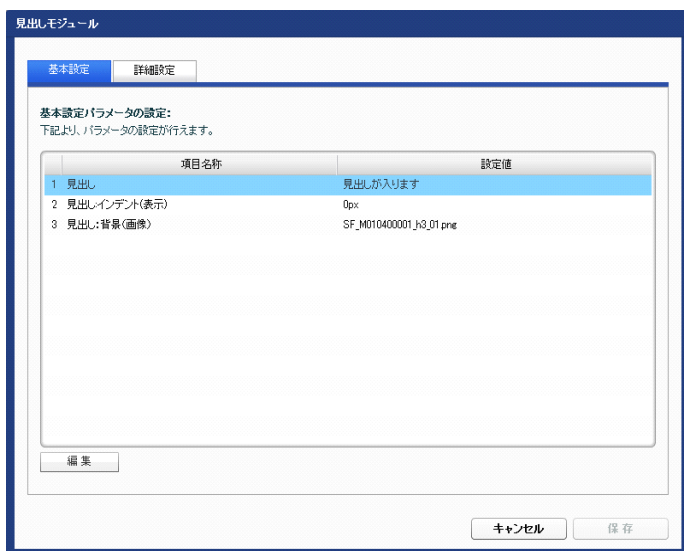 見出しモジュール
基本設定 詳細設定
基本設定パラメータの設定:
下記より、パラメータの設定が行えます。
項目名称 設定値
1 見出し 見出しが入ります
2 見出し:インデント(表示) 0px
3 見出し:背景(画像) SF_M010400001_h3_01.png
編集
キャンセル 保存